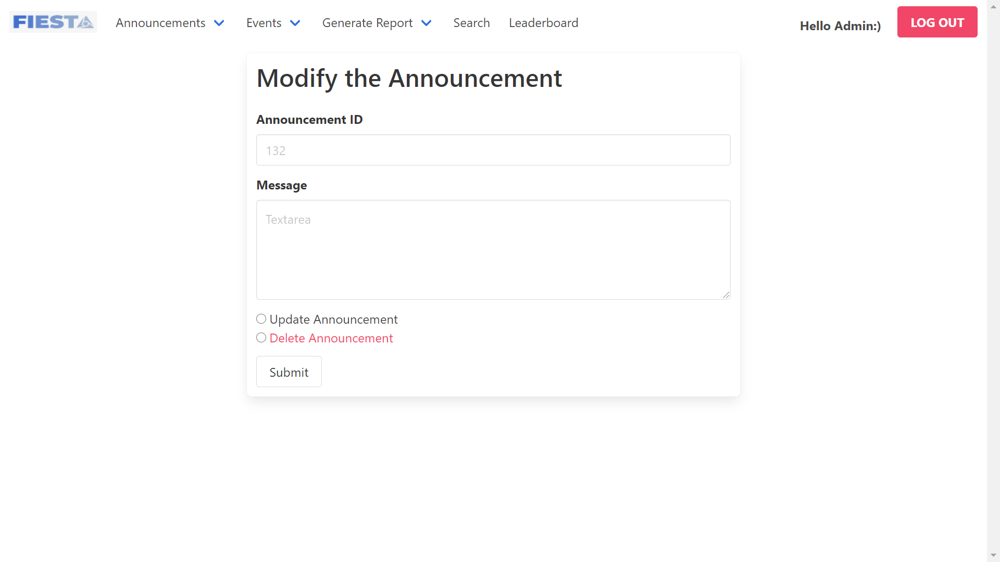 FIESTA
Announcements
Events
Generate Report
Search
Leaderboard
Hello Admin:)
LOG OUT
Modify the Announcement
Announcement ID
132
Message
Textarea
Update Announcement
Delete Announcement
Submit